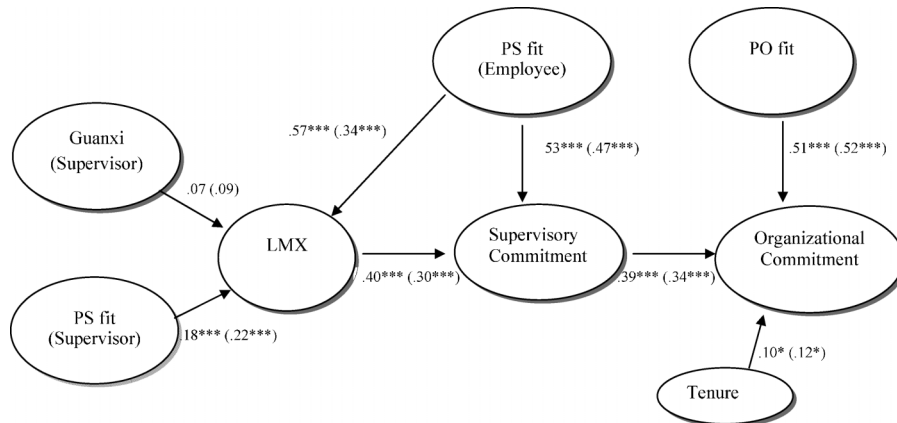 PS fit
(Employee)
PO fit
Guanxi
(Supervisor)
.57*** (.34***)
53*** (.47***)
.51*** (.52***)
.07 (.09)
LMX
Supervisory
Commitment
Organizational
Commitment
.40*** (.30***)
.39*** (.34***)
PS fit
(Supervisor)
.18*** (.22***)
.10* (.12*)
Tenure